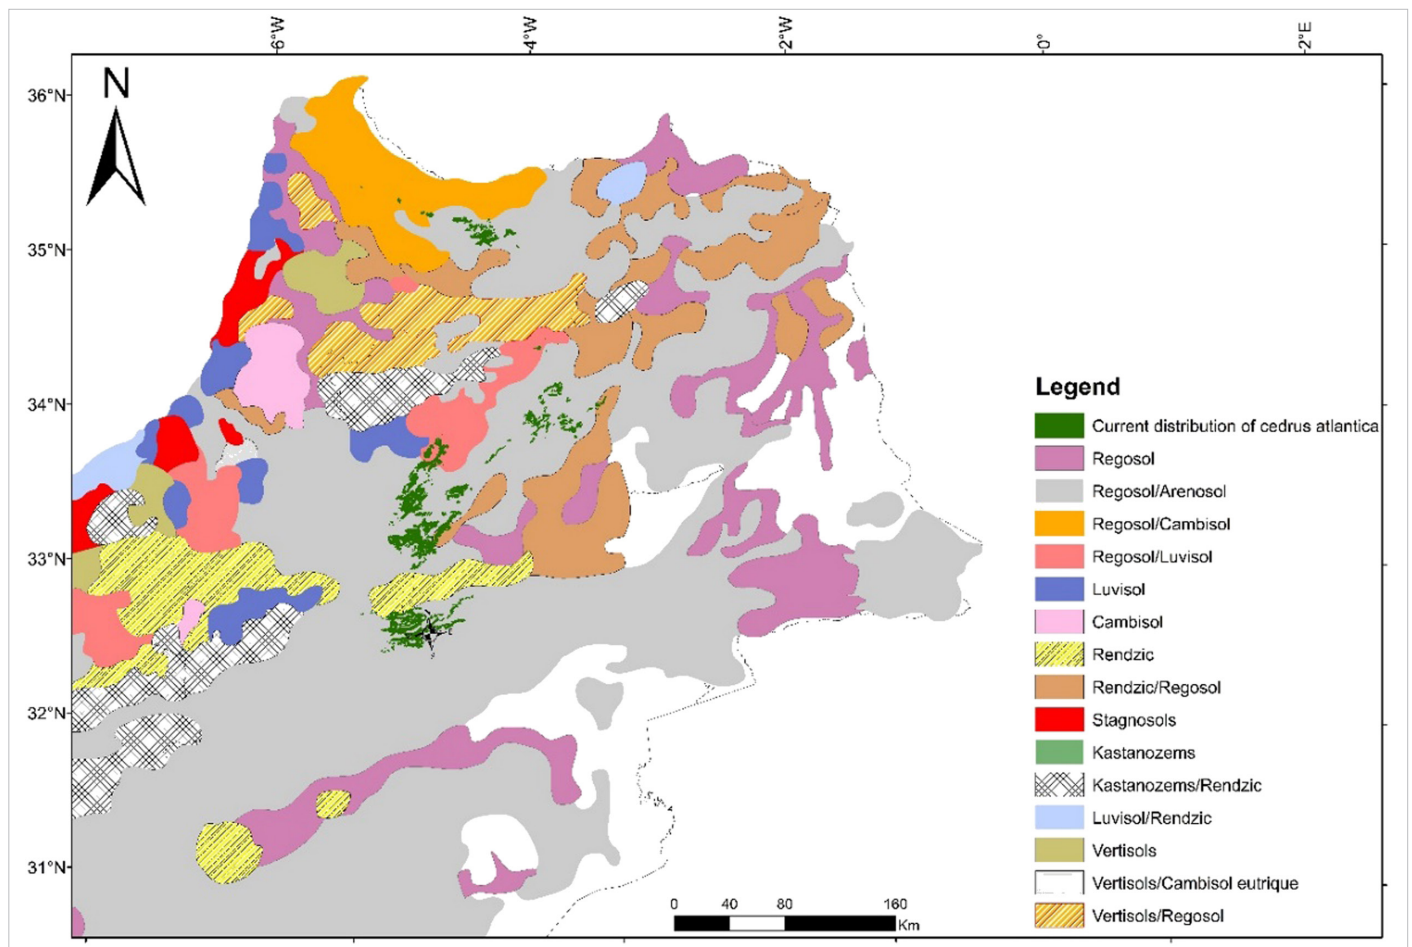 6°W
4°W
2°W
0°
2°E
N
36°N
35°N
34°N
33°N
32°N
31°N
Legend
Current distribution of cedrus atlantica
Regosol
Regosol/Arenosol
Regosol/Cambisol
Regosol/Luvisol
Luvisol
Cambisol
Rendzic
Rendzic/Regosol
Stagnosols
Kastanozems
Kastanozems/Rendzic
Luvisol/Rendzic
Vertisols
Vertisols/Cambisol eutrique
Vertisols/Regosol
0 40 80 160
Km